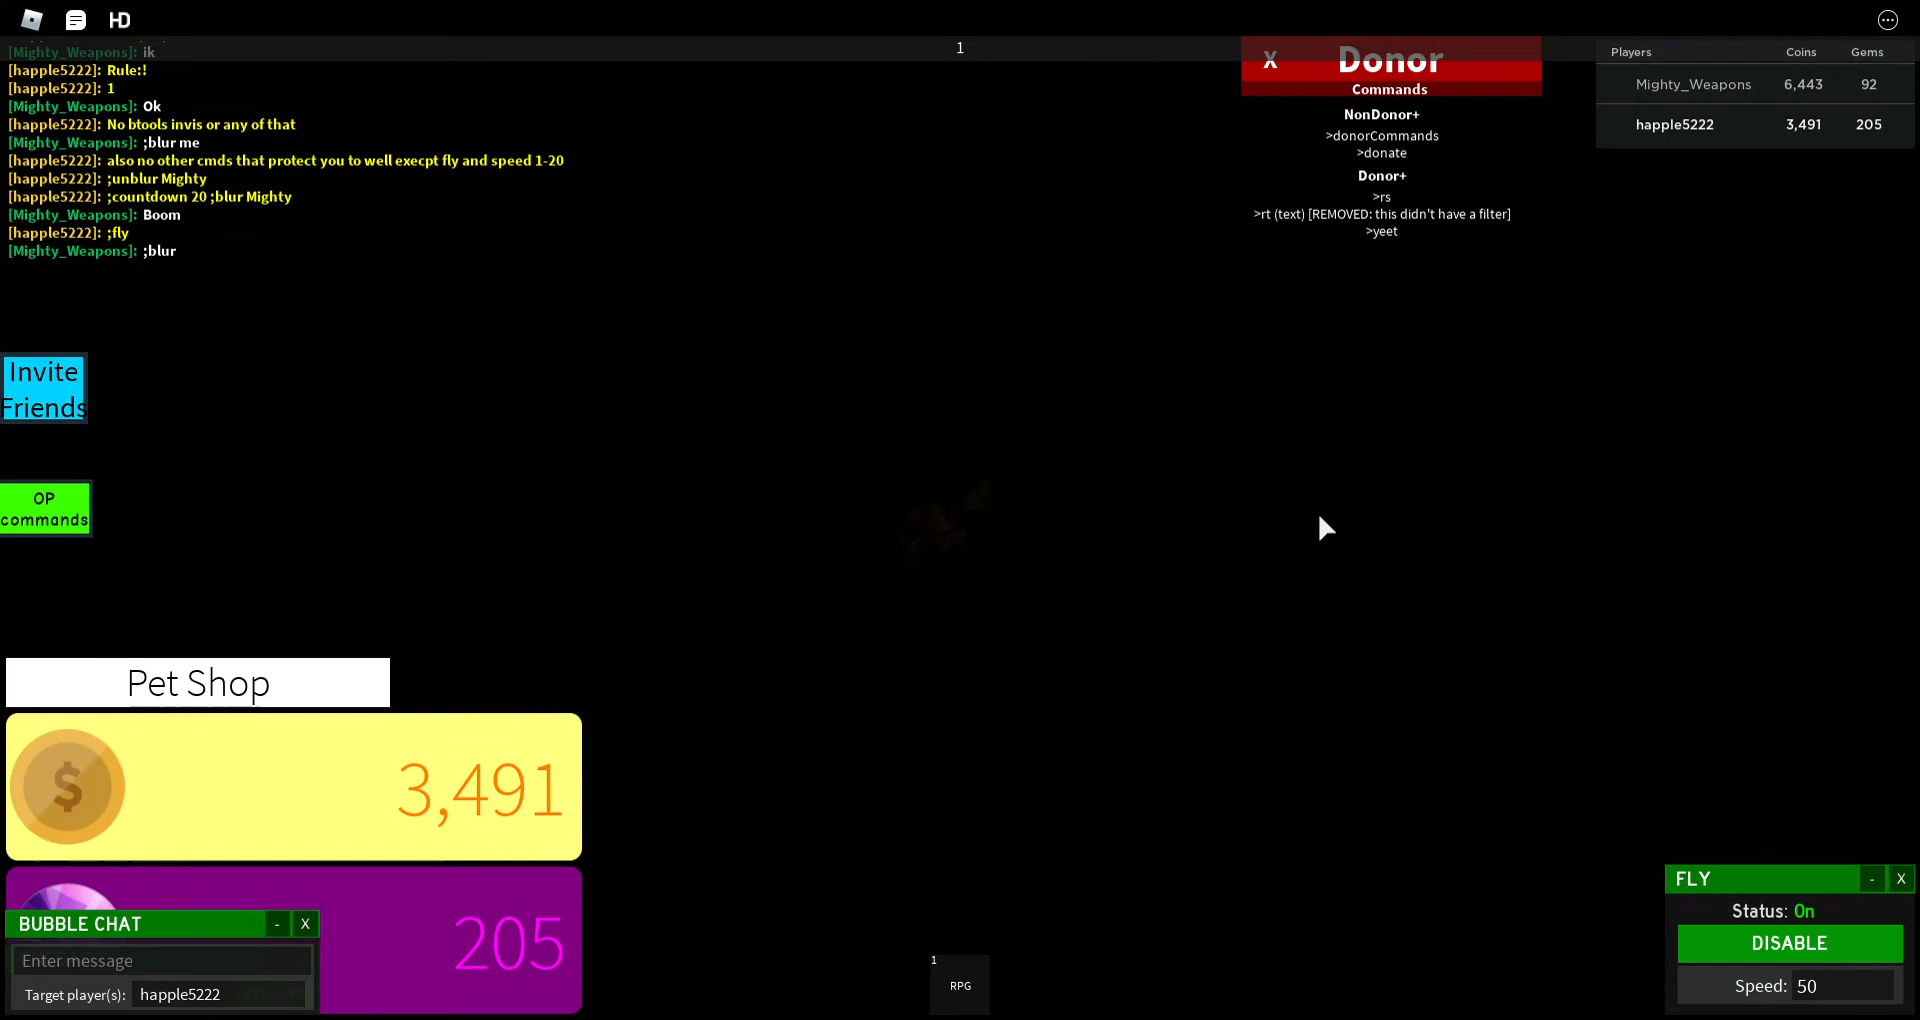 HD
[Mighty_Weapons]: ik
[happle5222]: Rule:!
[happle5222]: 1
[Mighty_Weapons]: Ok
[happle5222]: No btools invis or any of that
[Mighty_Weapons]: ;blur me
[happle5222]: also no other cmds that protect you to well execpt fly and speed 1-20
[happle5222]: ;unblur Mighty
[happle5222]: ;countdown 20 ;blur Mighty
[Mighty_Weapons]: Boom
[happle5222]: ;fly
[Mighty_Weapons]: ;blur
1
X Donor
Commands
NonDonor+
>donorCommands
>donate
Donor+
>rs
>rt (text) [REMOVED: this didn't have a filter]
>yeet
Players Coins Gems
Mighty_Weapons 6,443 92
happle5222 3,491 205
Invite
Friends
OP
commands
Pet Shop
$ 3,491
205
BUBBLE CHAT - X
Enter message
Target player(s): happle5222
1
RPG
FLY - X
Status: On
DISABLE
Speed: 50